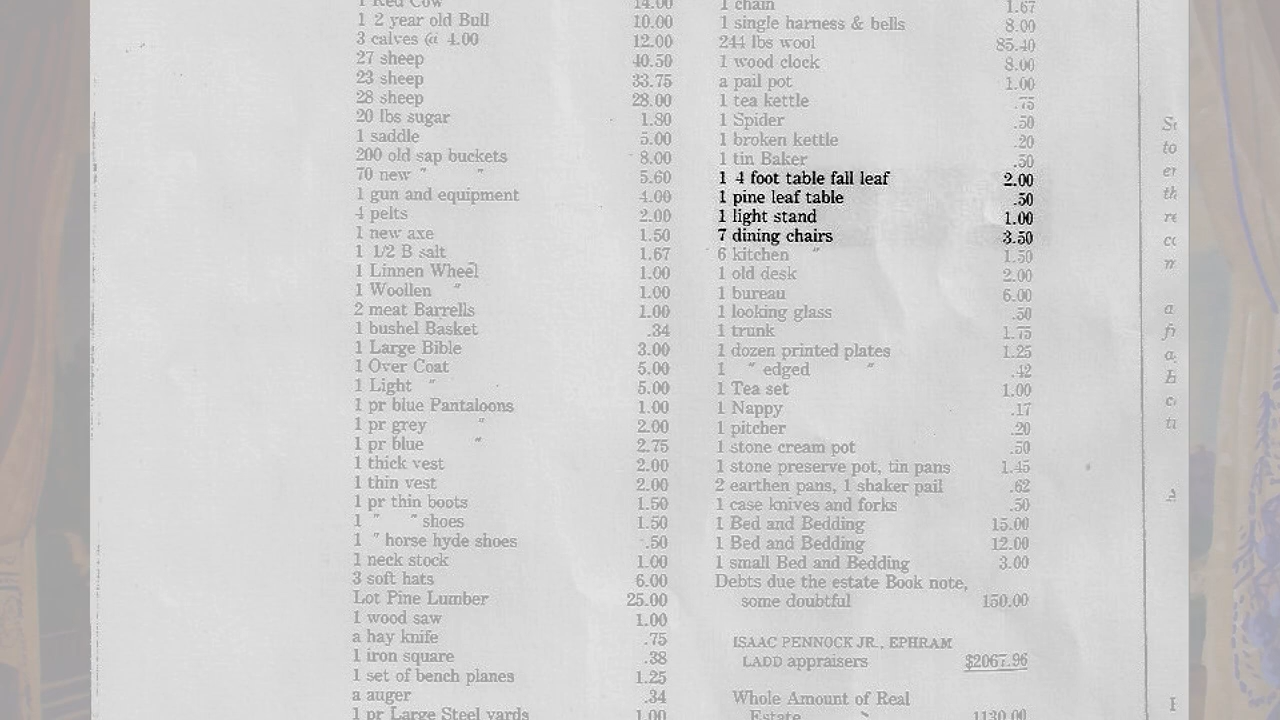 1 Red Cow 14.00
1 2 year old Bull 10.00
3 calves @ 4.00 12.00
27 sheep 40.50
23 sheep 33.75
28 sheep 28.00
20 lbs sugar 1.80
1 saddle 5.00
200 old sap buckets 8.00
70 new " " 5.60
1 gun and equipment 4.00
4 pelts 2.00
1 new axe 1.50
1 1/2 B salt 1.67
1 Linnen Wheel 1.00
1 Woollen " 1.00
2 meat Barrells 1.00
1 bushel Basket .34
1 Large Bible 3.00
1 Over Coat 5.00
1 Light " 5.00
1 pr blue Pantaloons 1.00
1 pr grey " 2.00
1 pr blue " 2.75
1 thick vest 2.00
1 thin vest 2.00
1 pr thin boots 1.50
1 " " shoes 1.50
1 " horse hyde shoes .50
1 neck stock 1.00
3 soft hats 6.00
Lot Pine Lumber 25.00
1 wood saw 1.00
a hay knife .75
1 iron square .38
1 set of bench planes 1.25
a auger .34
1 pr Large Steel yards 1.00
1 chain 1.67
1 single harness & bells 8.00
244 lbs wool 85.40
1 wood clock 8.00
a pail pot 1.00
1 tea kettle .75
1 Spider .50
1 broken kettle .20
1 tin Baker .50
1 4 foot table fall leaf 2.00
1 pine leaf table .50
1 light stand 1.00
7 dining chairs 3.50
6 kitchen " 1.50
1 old desk 2.00
1 bureau 6.00
1 looking glass .50
1 trunk 1.75
1 dozen printed plates 1.25
1 " edged " .42
1 Tea set 1.00
1 Nappy .17
1 pitcher .20
1 stone cream pot .50
1 stone preserve pot, tin pans 1.45
2 earthen pans, 1 shaker pail .62
1 case knives and forks .50
1 Bed and Bedding 15.00
1 Bed and Bedding 12.00
1 small Bed and Bedding 3.00
Debts due the estate Book note,
some doubtful 150.00
ISAAC PENNOCK JR., EPHRAM
LADD appraisers $2067.96
Whole Amount of Real
Estate 1130.00
to
er
th